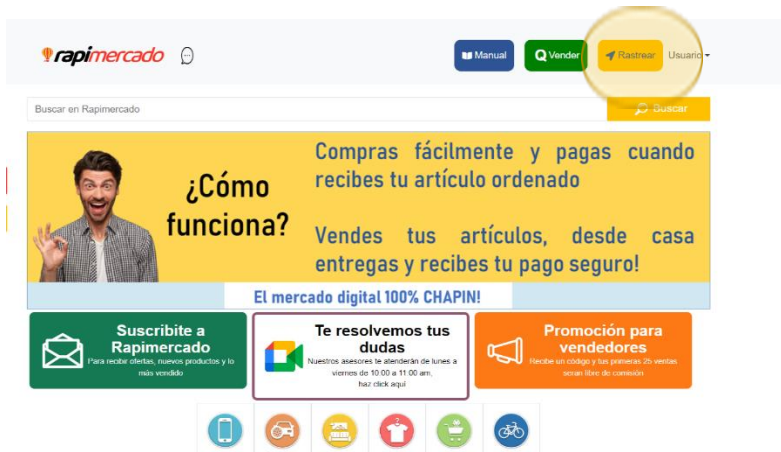 rapimercado
Manual
Vender
Rastrear
Usuario
Buscar en Rapimercado
Buscar
¿Cómo
funciona?
Compras fácilmente y pagas cuando
recibes tu artículo ordenado
Vendes tus artículos, desde casa
entregas y recibes tu pago seguro!
El mercado digital 100% CHAPIN!
Suscribite a
Rapimercado
Para recibir ofertas, nuevos productos y lo
más vendido
Te resolvemos tus
dudas
Nuestros asesores te atenderán de lunes a
viernes de 10:00 a 11:00 am,
haz click aquí
Promoción para
vendedores
Recibe un código y tus primeras 25 ventas
seran libre de comisión